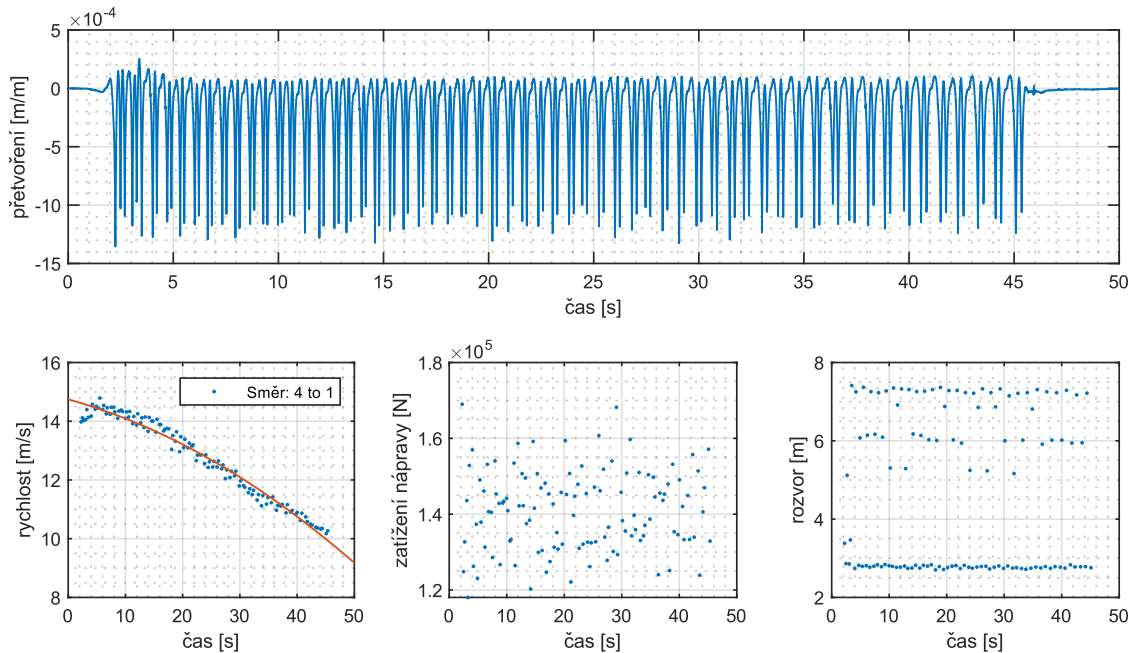 ×10⁻⁴
5
0
-5
-10
-15
přetvoření [m/m]
0 5 10 15 20 25 30 35 40 45 50
čas [s]
16
14
12
10
8
rychlost [m/s]
Směr: 4 to 1
0 10 20 30 40 50
čas [s]
×10⁵
1.8
1.6
1.4
1.2
zatížení nápravy [N]
0 10 20 30 40 50
čas [s]
8
6
4
2
rozvor [m]
0 10 20 30 40 50
čas [s]